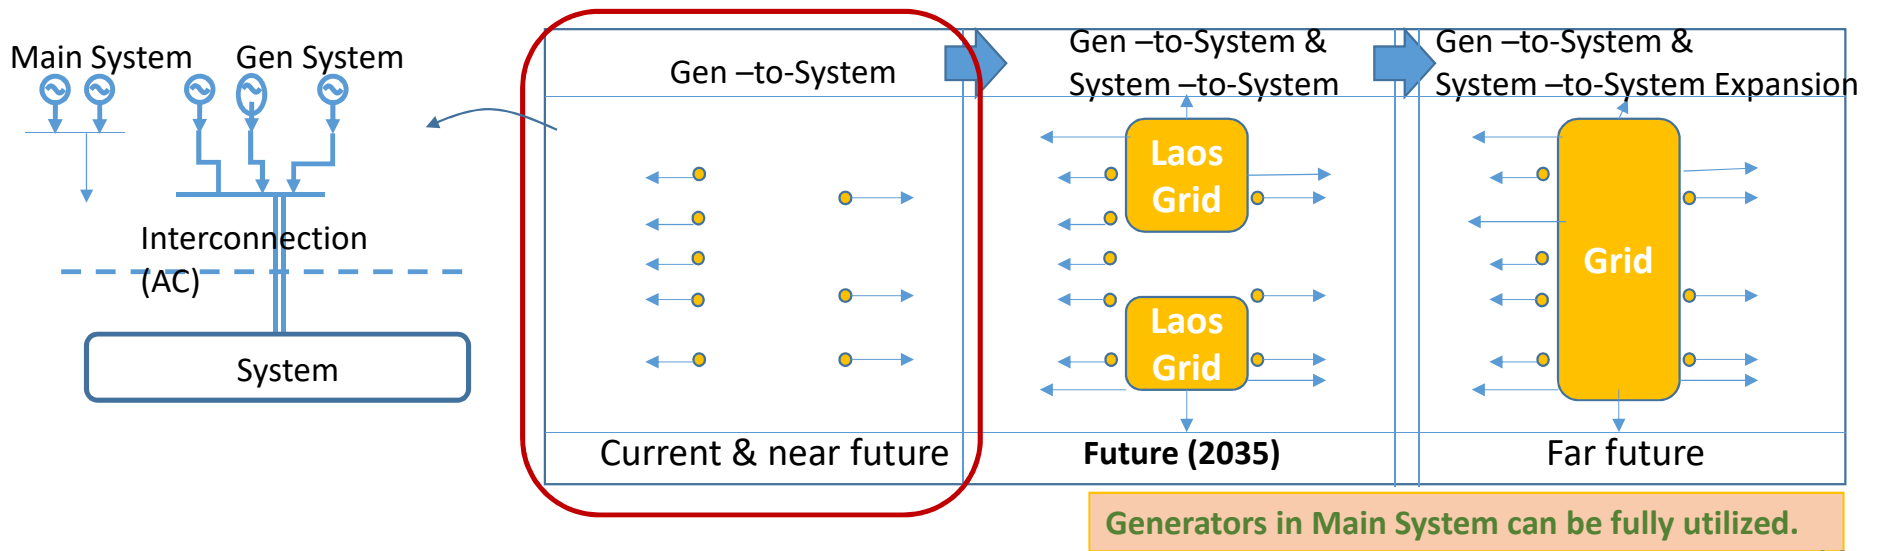 Main System
Gen System
Interconnection
(AC)
System
Gen –to-System
Current & near future
Gen –to-System &
System –to-System
Laos
Grid
Laos
Grid
Future (2035)
Gen –to-System &
System –to-System Expansion
Grid
Far future
Generators in Main System can be fully utilized.